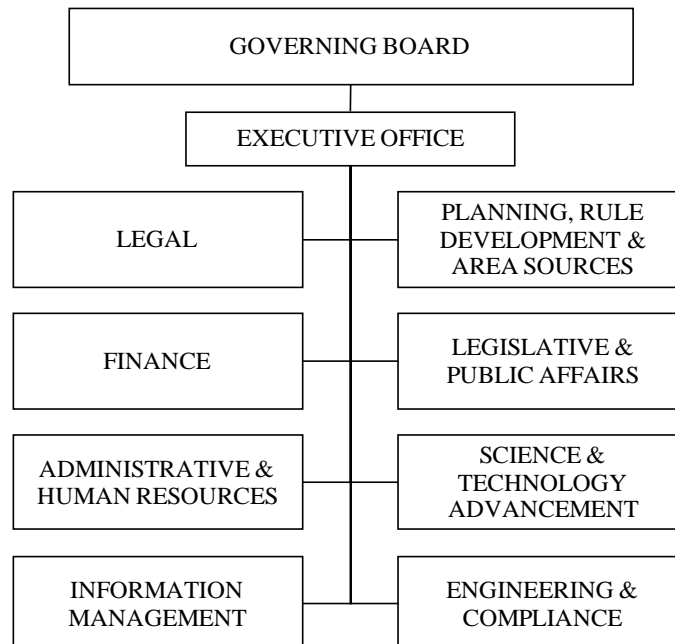 GOVERNING BOARD
EXECUTIVE OFFICE
LEGAL
PLANNING, RULE
DEVELOPMENT &
AREA SOURCES
FINANCE
LEGISLATIVE &
PUBLIC AFFAIRS
ADMINISTRATIVE &
HUMAN RESOURCES
SCIENCE &
TECHNOLOGY
ADVANCEMENT
INFORMATION
MANAGEMENT
ENGINEERING &
COMPLIANCE